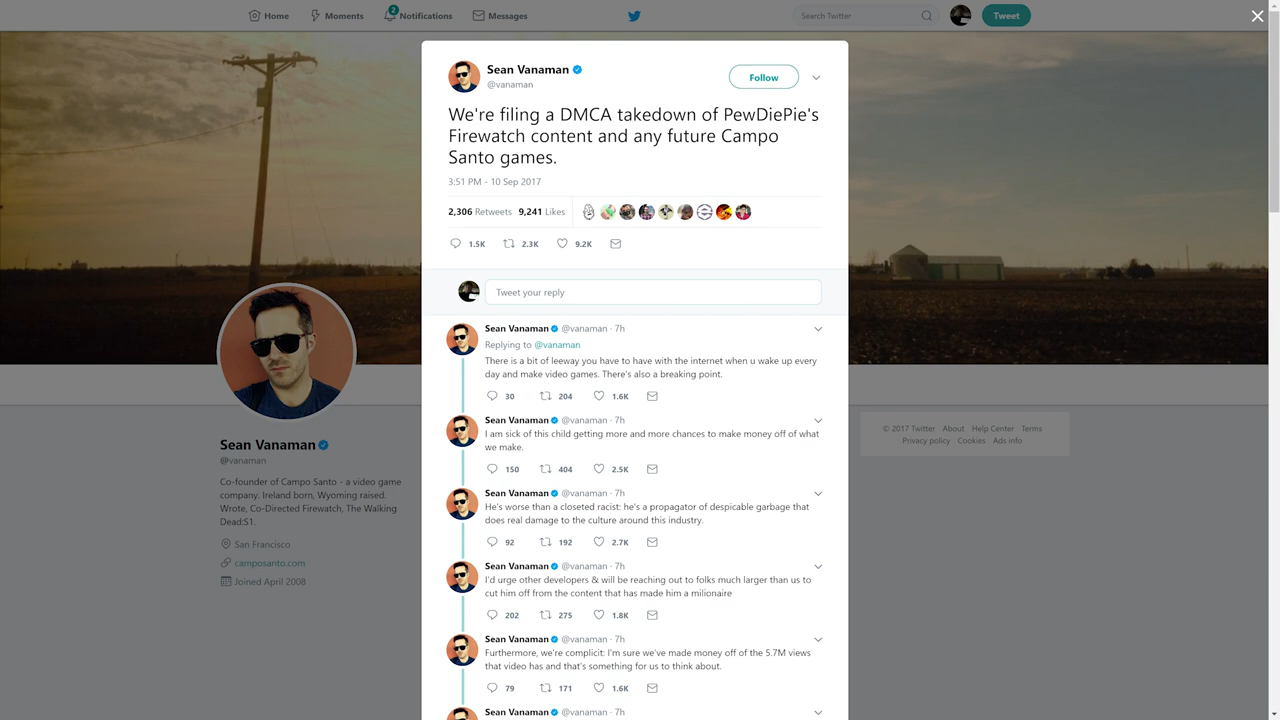 Home
Moments
2
Notifications
Messages
Search Twitter
Tweet
Sean Vanaman
@vanaman
Follow
We're filing a DMCA takedown of PewDiePie's
Firewatch content and any future Campo
Santo games.
3:51 PM - 10 Sep 2017
2,306 Retweets 9,241 Likes
1.5K 2.3K 9.2K
Tweet your reply
Sean Vanaman @vanaman · 7h
Replying to @vanaman
There is a bit of leeway you have to have with the internet when u wake up every
day and make video games. There's also a breaking point.
30 204 1.6K
Sean Vanaman @vanaman · 7h
I am sick of this child getting more and more chances to make money off of what
we make.
150 404 2.5K
Sean Vanaman @vanaman · 7h
He's worse than a closeted racist: he's a propagator of despicable garbage that
does real damage to the culture around this industry.
92 192 2.7K
Sean Vanaman @vanaman · 7h
I'd urge other developers & will be reaching out to folks much larger than us to
cut him off from the content that has made him a milionaire
202 275 1.8K
Sean Vanaman @vanaman · 7h
Furthermore, we're complicit: I'm sure we've made money off of the 5.7M views
that video has and that's something for us to think about.
79 171 1.6K
Sean Vanaman @vanaman · 7h
Sean Vanaman
@vanaman
Co-founder of Campo Santo - a video game
company. Ireland born, Wyoming raised.
Wrote, Co-Directed Firewatch, The Walking
Dead:S1.
San Francisco
camposanto.com
Joined April 2008
© 2017 Twitter About Help Center Terms
Privacy policy Cookies Ads info